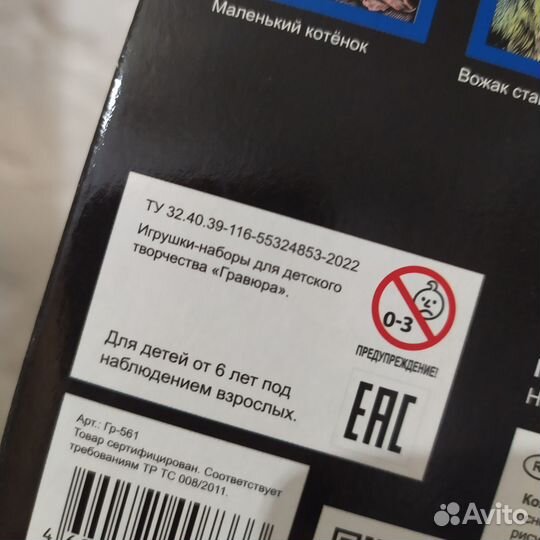 Маленький котёнок
Вожак
ТУ 32.40.39-116-55324853-2022
Игрушки-наборы для детского
творчества «Гравюра».
0-3
ПРЕДУПРЕЖДЕНИЕ!
Для детей от 6 лет под
наблюдением взрослых.
EAC
Арт.: Гр-561
Товар сертифицирован. Соответствует
требованиям ТР ТС 008/2011.
Avito